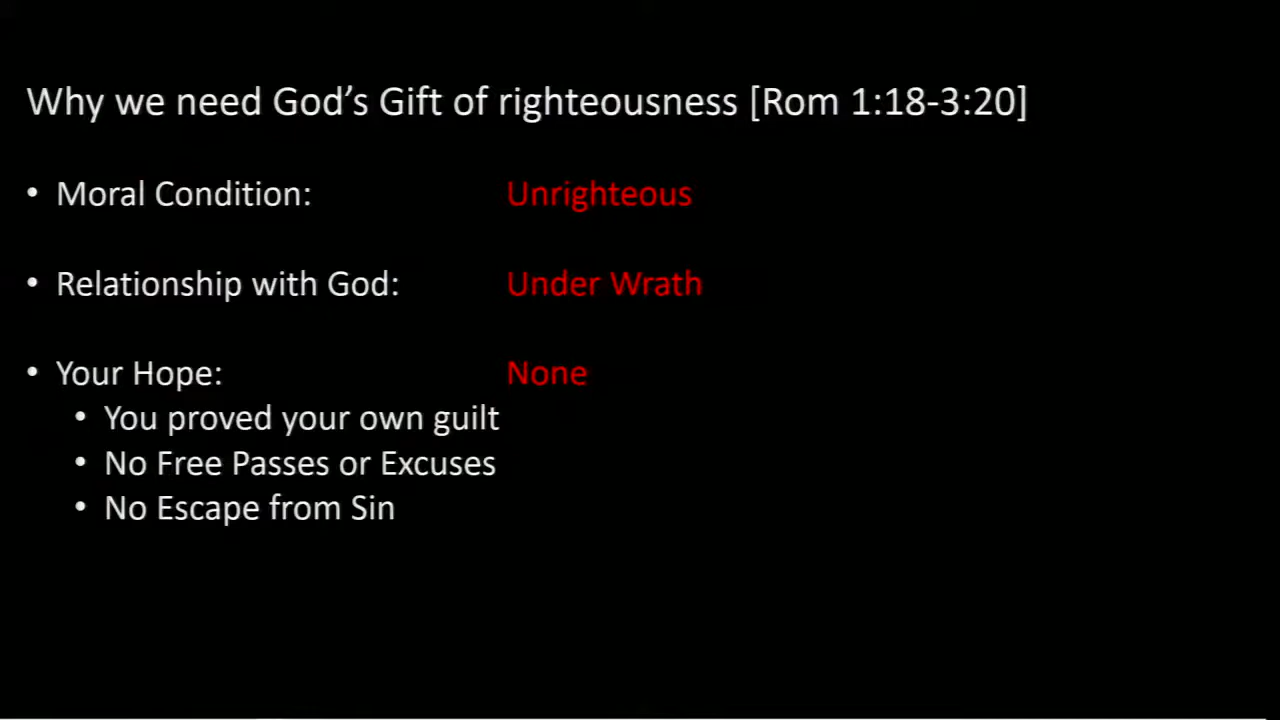 Why we need God's Gift of righteousness [Rom 1:18-3:20]
• Moral Condition: Unrighteous
• Relationship with God: Under Wrath
• Your Hope: None
• You proved your own guilt
• No Free Passes or Excuses
• No Escape from Sin